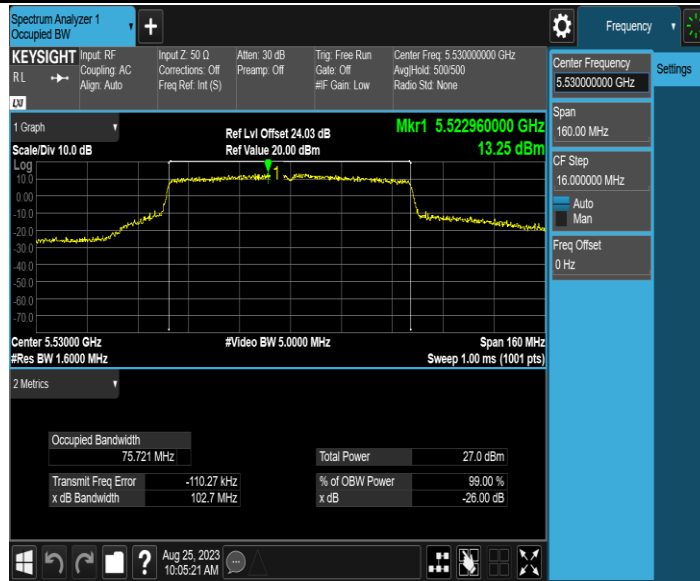 Spectrum Analyzer 1
Occupied BW
Frequency
KEYSIGHT
RL
LXI
Input: RF
Coupling: AC
Align: Auto
Input Z: 50 Ω
Corrections: Off
Freq Ref: Int (S)
Atten: 30 dB
Preamp: Off
Trig: Free Run
Gate: Off
#IF Gain: Low
Center Freq: 5.530000000 GHz
Avg|Hold: 500/500
Radio Std: None
Center Frequency
5.530000000 GHz
Settings
Span
160.00 MHz
CF Step
16.000000 MHz
Auto
Man
Freq Offset
0 Hz
1 Graph
Scale/Div 10.0 dB
Ref Lvl Offset 24.03 dB
Ref Value 20.00 dBm
Mkr1 5.522960000 GHz
13.25 dBm
Log
10.0
0.00
-10.0
-20.0
-30.0
-40.0
-50.0
-60.0
-70.0
1
Center 5.53000 GHz
#Video BW 5.0000 MHz
Span 160 MHz
#Res BW 1.6000 MHz
Sweep 1.00 ms (1001 pts)
2 Metrics
Occupied Bandwidth
75.721 MHz
Total Power
27.0 dBm
Transmit Freq Error
-110.27 kHz
% of OBW Power
99.00 %
x dB Bandwidth
102.7 MHz
x dB
-26.00 dB
?
Aug 25, 2023
10:05:21 AM